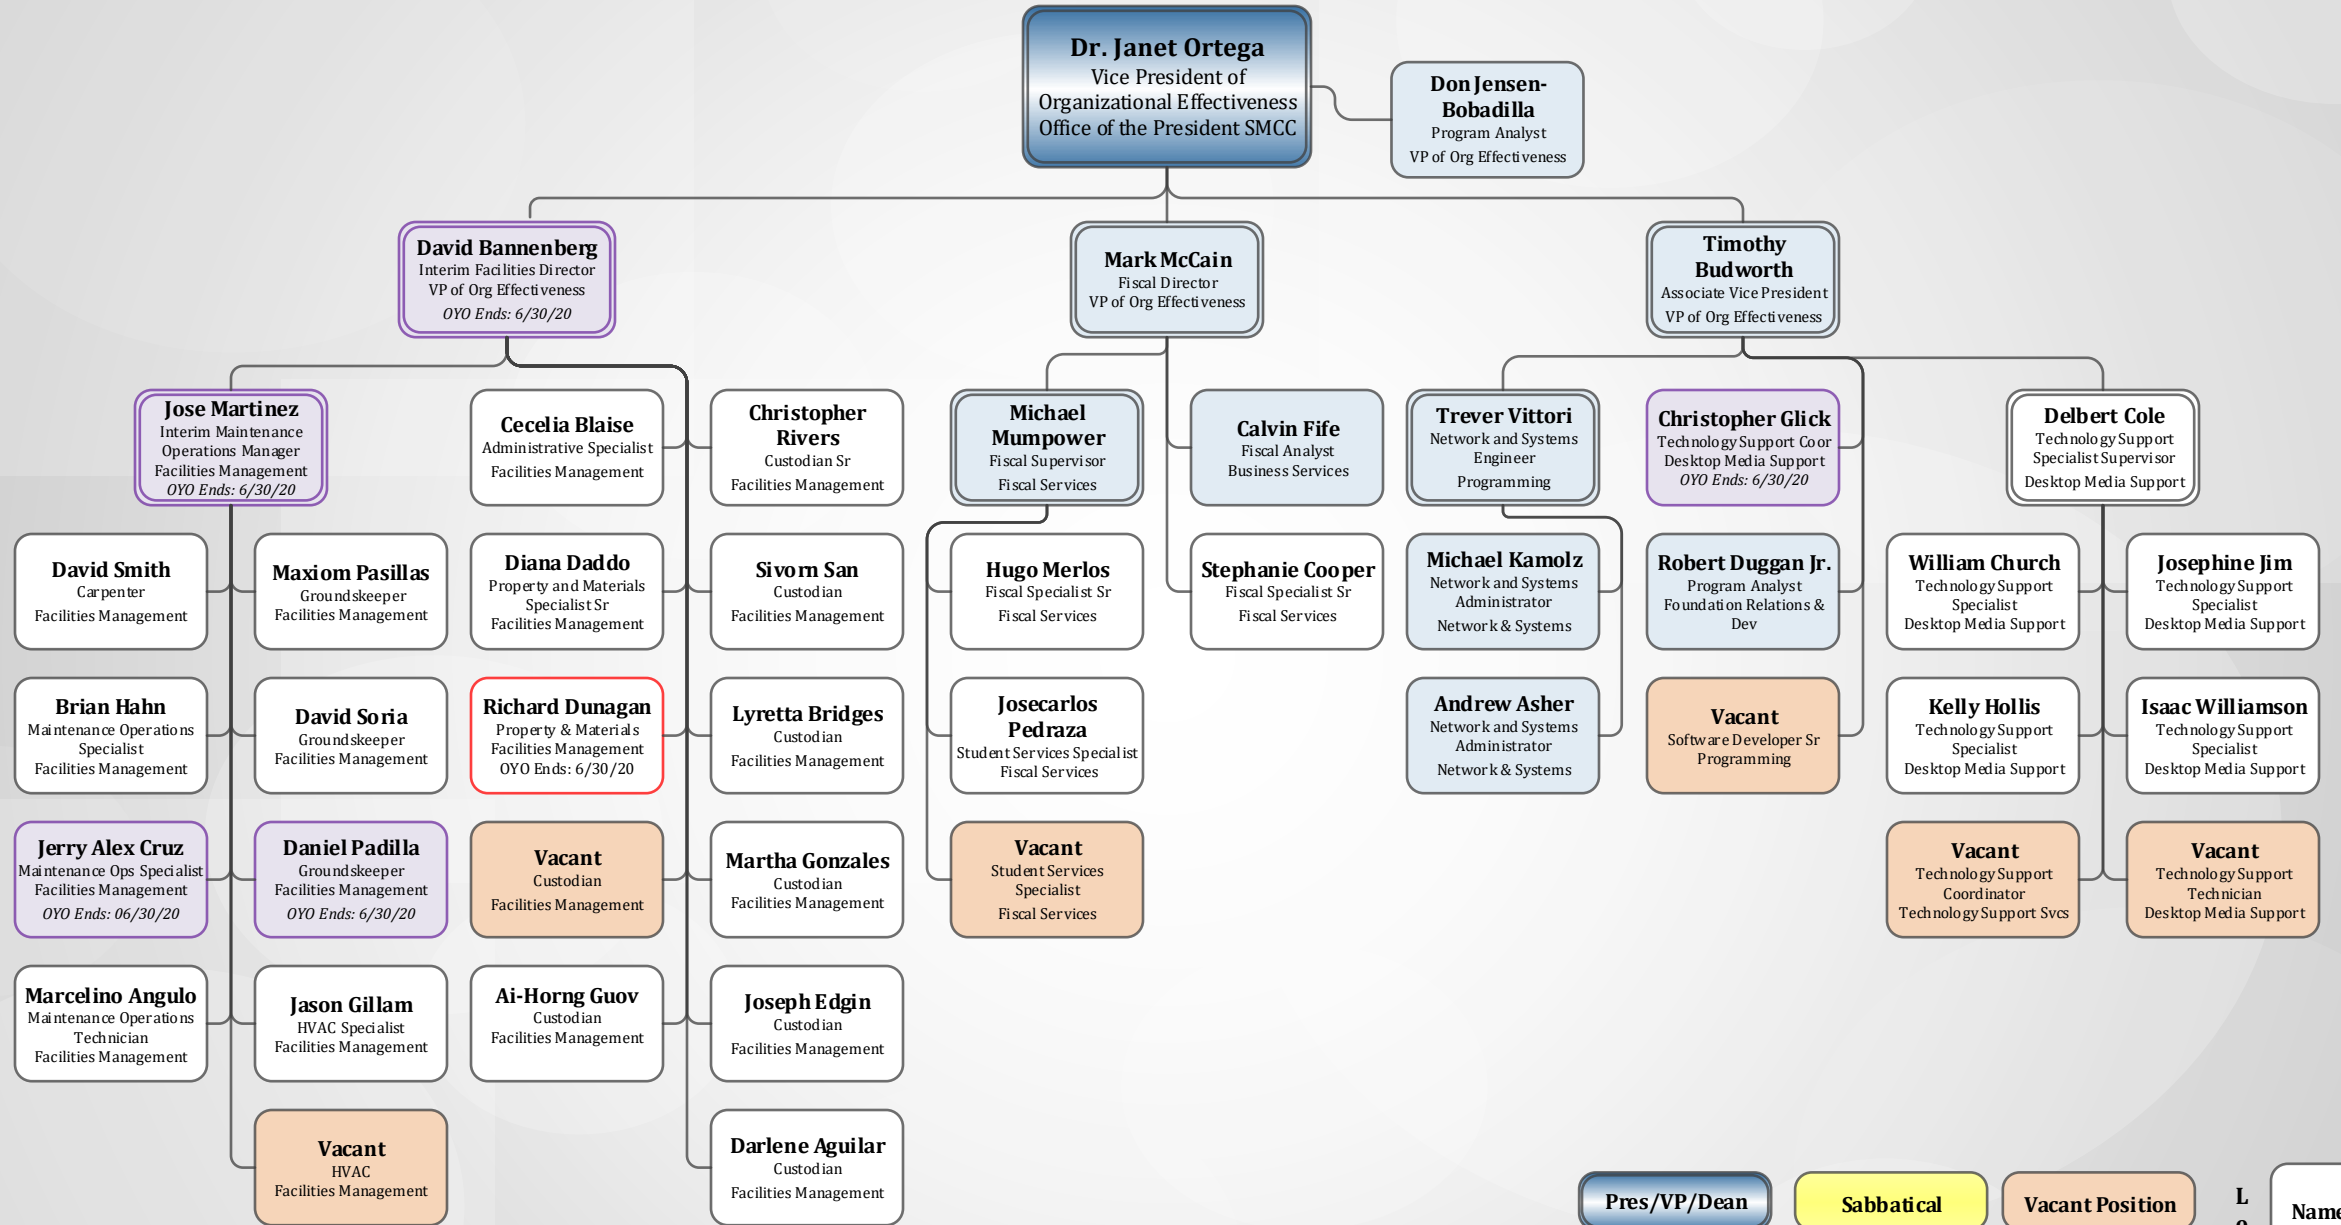 Dr. Janet Ortega
Vice President of
Organizational Effectiveness
Office of the President SMCC
Don Jensen-
Bobadilla
Program Analyst
VP of Org Effectiveness
David Bannenberg
Interim Facilities Director
VP of Org Effectiveness
OYO Ends: 6/30/20
Mark McCain
Fiscal Director
VP of Org Effectiveness
Timothy
Budworth
Associate Vice President
VP of Org Effectiveness
Jose Martinez
Interim Maintenance
Operations Manager
Facilities Management
OYO Ends: 6/30/20
Cecelia Blaise
Administrative Specialist
Facilities Management
Christopher
Rivers
Custodian Sr
Facilities Management
Michael
Mumpower
Fiscal Supervisor
Fiscal Services
Calvin Fife
Fiscal Analyst
Business Services
Trever Vittori
Network and Systems
Engineer
Programming
Christopher Glick
Technology Support Coor
Desktop Media Support
OYO Ends: 6/30/20
Delbert Cole
Technology Support
Specialist Supervisor
Desktop Media Support
David Smith
Carpenter
Facilities Management
Maxiom Pasillas
Groundskeeper
Facilities Management
Diana Daddo
Property and Materials
Specialist Sr
Facilities Management
Sivorn San
Custodian
Facilities Management
Hugo Merlos
Fiscal Specialist Sr
Fiscal Services
Stephanie Cooper
Fiscal Specialist Sr
Fiscal Services
Michael Kamolz
Network and Systems
Administrator
Network & Systems
Robert Duggan Jr.
Program Analyst
Foundation Relations &
Dev
William Church
Technology Support
Specialist
Desktop Media Support
Josephine Jim
Technology Support
Specialist
Desktop Media Support
Brian Hahn
Maintenance Operations
Specialist
Facilities Management
David Soria
Groundskeeper
Facilities Management
Richard Dunagan
Property & Materials
Facilities Management
OYO Ends: 6/30/20
Lyretta Bridges
Custodian
Facilities Management
Josecarlos
Pedraza
Student Services Specialist
Fiscal Services
Andrew Asher
Network and Systems
Administrator
Network & Systems
Vacant
Software Developer Sr
Programming
Kelly Hollis
Technology Support
Specialist
Desktop Media Support
Isaac Williamson
Technology Support
Specialist
Desktop Media Support
Jerry Alex Cruz
Maintenance Ops Specialist
Facilities Management
OYO Ends: 06/30/20
Daniel Padilla
Groundskeeper
Facilities Management
OYO Ends: 6/30/20
Vacant
Custodian
Facilities Management
Martha Gonzales
Custodian
Facilities Management
Vacant
Student Services
Specialist
Fiscal Services
Vacant
Technology Support
Coordinator
Technology Support Svcs
Vacant
Technology Support
Technician
Desktop Media Support
Marcelino Angulo
Maintenance Operations
Technician
Facilities Management
Jason Gillam
HVAC Specialist
Facilities Management
Ai-Horng Guov
Custodian
Facilities Management
Joseph Edgin
Custodian
Facilities Management
Vacant
HVAC
Facilities Management
Darlene Aguilar
Custodian
Facilities Management
Pres/VP/Dean
Sabbatical
Vacant Position
L
Name